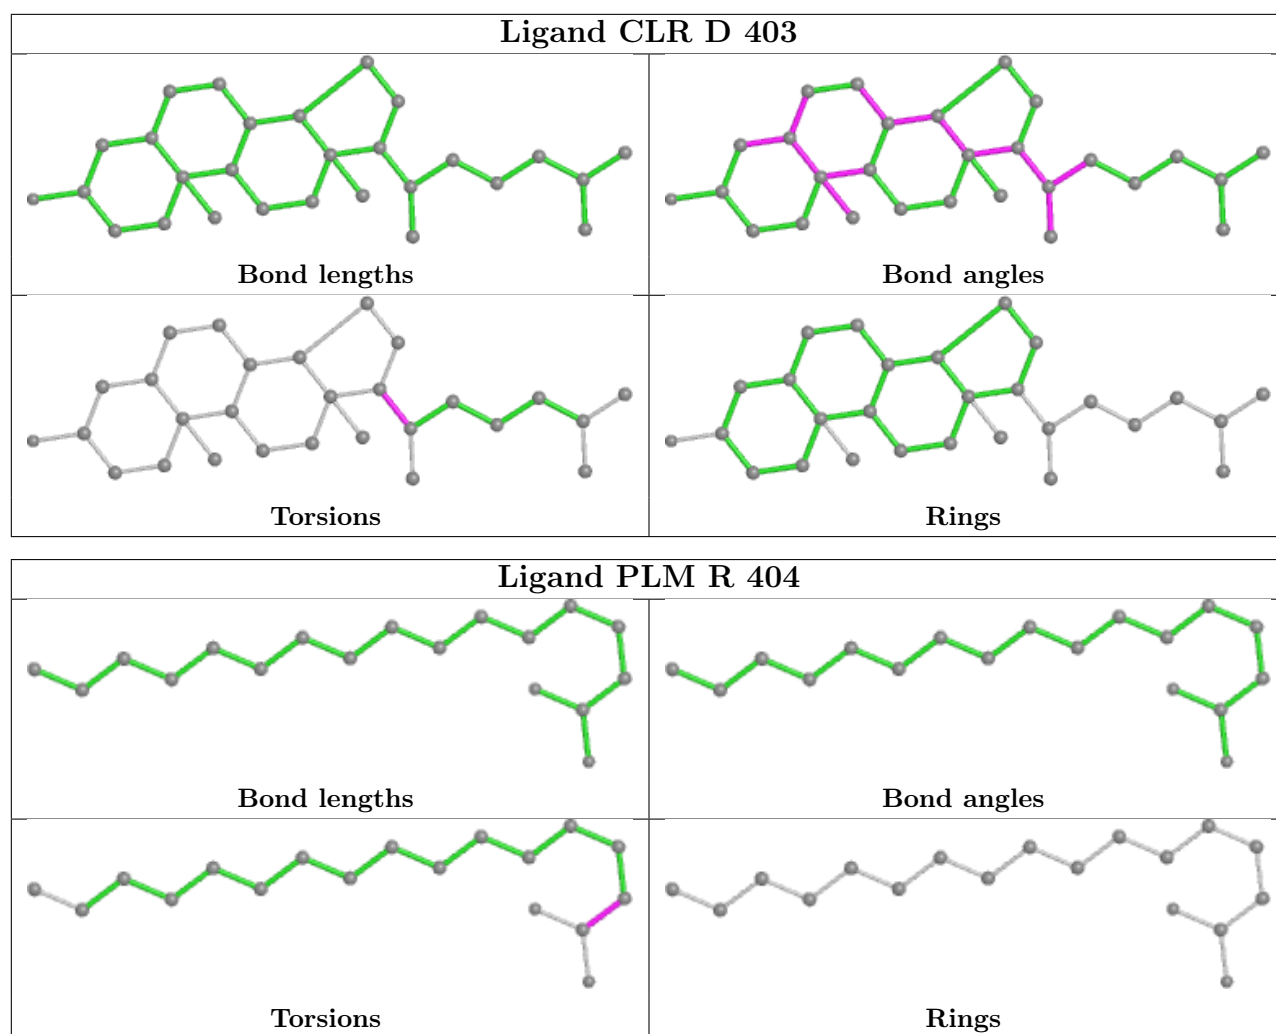 Ligand CLR D 403
Bond lengths
Bond angles
Torsions
Rings
Ligand PLM R 404
Bond lengths
Bond angles
Torsions
Rings